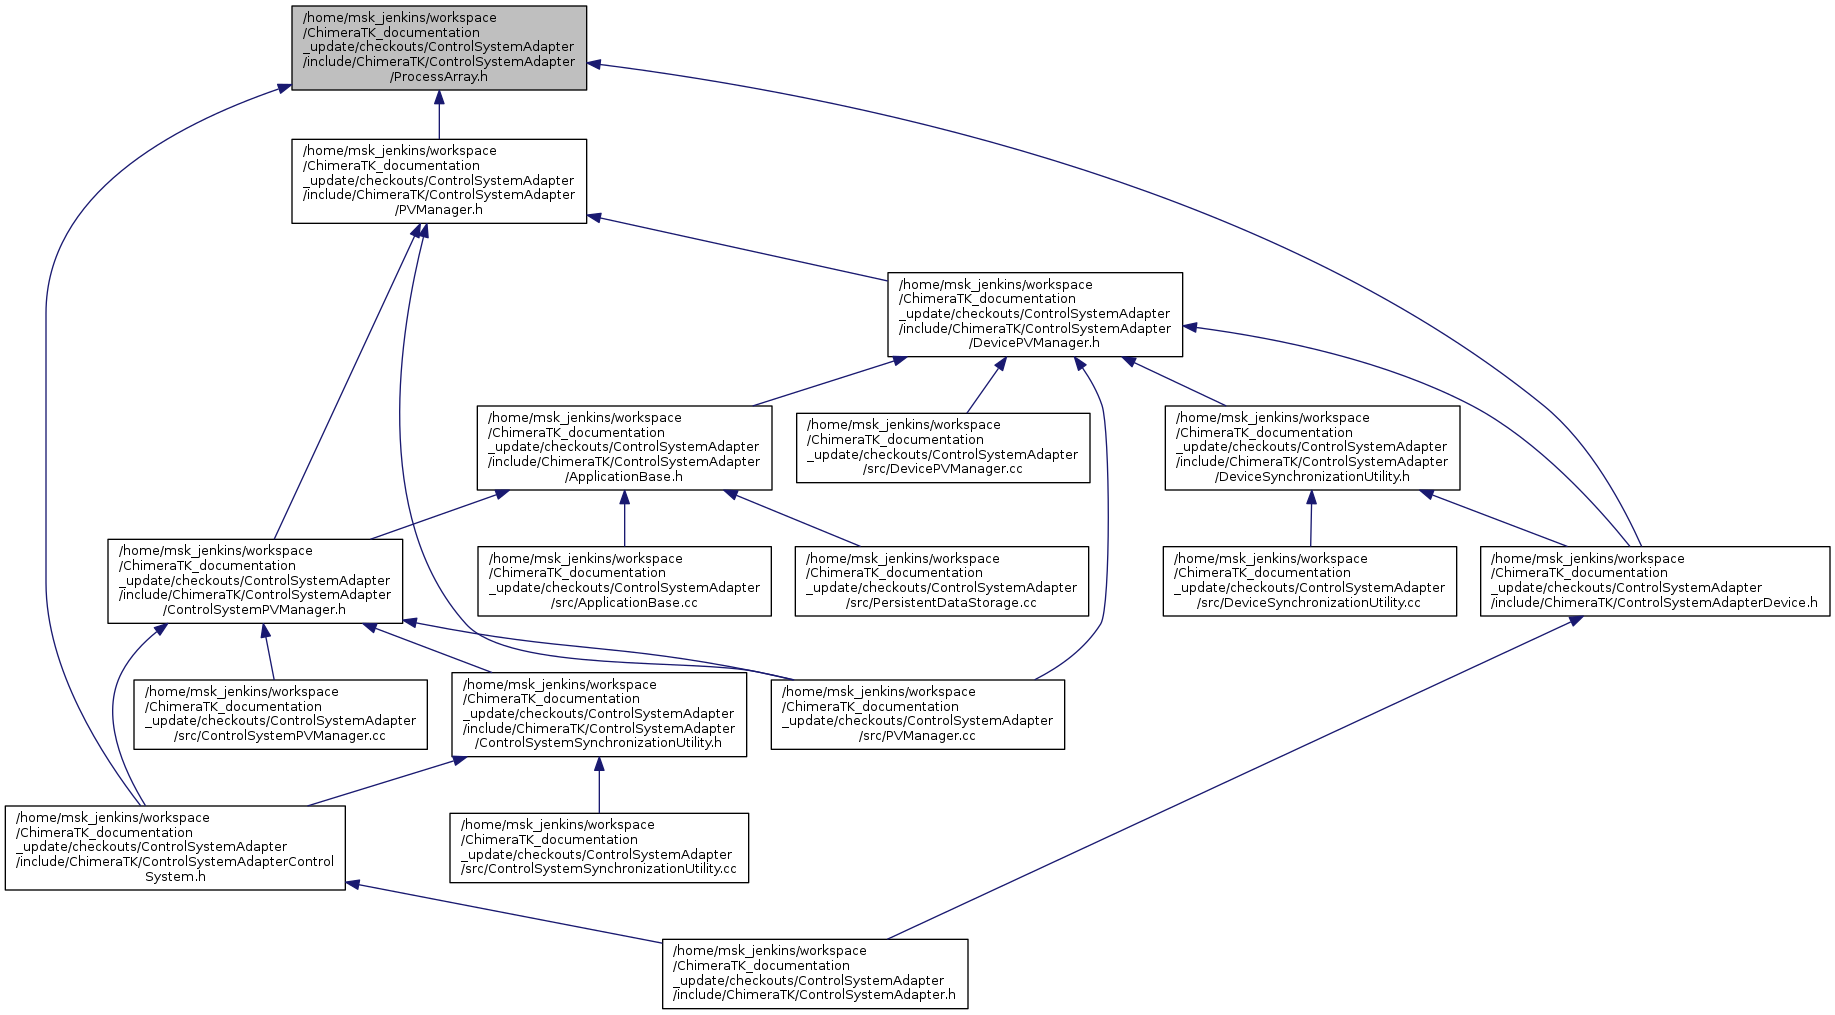 /home/msk_jenkins/workspace
/ChimeraTK_documentation
_update/checkouts/ControlSystemAdapter
/include/ChimeraTK/ControlSystemAdapter
/ProcessArray.h
/home/msk_jenkins/workspace
/ChimeraTK_documentation
_update/checkouts/ControlSystemAdapter
/include/ChimeraTK/ControlSystemAdapter
/PVManager.h
/home/msk_jenkins/workspace
/ChimeraTK_documentation
_update/checkouts/ControlSystemAdapter
/include/ChimeraTK/ControlSystemAdapter
/DevicePVManager.h
/home/msk_jenkins/workspace
/ChimeraTK_documentation
_update/checkouts/ControlSystemAdapter
/include/ChimeraTK/ControlSystemAdapter
/ApplicationBase.h
/home/msk_jenkins/workspace
/ChimeraTK_documentation
_update/checkouts/ControlSystemAdapter
/src/DevicePVManager.cc
/home/msk_jenkins/workspace
/ChimeraTK_documentation
_update/checkouts/ControlSystemAdapter
/include/ChimeraTK/ControlSystemAdapter
/DeviceSynchronizationUtility.h
/home/msk_jenkins/workspace
/ChimeraTK_documentation
_update/checkouts/ControlSystemAdapter
/include/ChimeraTK/ControlSystemAdapter
/ControlSystemPVManager.h
/home/msk_jenkins/workspace
/ChimeraTK_documentation
_update/checkouts/ControlSystemAdapter
/src/ApplicationBase.cc
/home/msk_jenkins/workspace
/ChimeraTK_documentation
_update/checkouts/ControlSystemAdapter
/src/PersistentDataStorage.cc
/home/msk_jenkins/workspace
/ChimeraTK_documentation
_update/checkouts/ControlSystemAdapter
/src/DeviceSynchronizationUtility.cc
/home/msk_jenkins/workspace
/ChimeraTK_documentation
_update/checkouts/ControlSystemAdapter
/include/ChimeraTK/ControlSystemAdapterDevice.h
/home/msk_jenkins/workspace
/ChimeraTK_documentation
_update/checkouts/ControlSystemAdapter
/src/ControlSystemPVManager.cc
/home/msk_jenkins/workspace
/ChimeraTK_documentation
_update/checkouts/ControlSystemAdapter
/include/ChimeraTK/ControlSystemAdapter
/ControlSystemSynchronizationUtility.h
/home/msk_jenkins/workspace
/ChimeraTK_documentation
_update/checkouts/ControlSystemAdapter
/src/PVManager.cc
/home/msk_jenkins/workspace
/ChimeraTK_documentation
_update/checkouts/ControlSystemAdapter
/include/ChimeraTK/ControlSystemAdapterControl
System.h
/home/msk_jenkins/workspace
/ChimeraTK_documentation
_update/checkouts/ControlSystemAdapter
/src/ControlSystemSynchronizationUtility.cc
/home/msk_jenkins/workspace
/ChimeraTK_documentation
_update/checkouts/ControlSystemAdapter
/include/ChimeraTK/ControlSystemAdapter.h